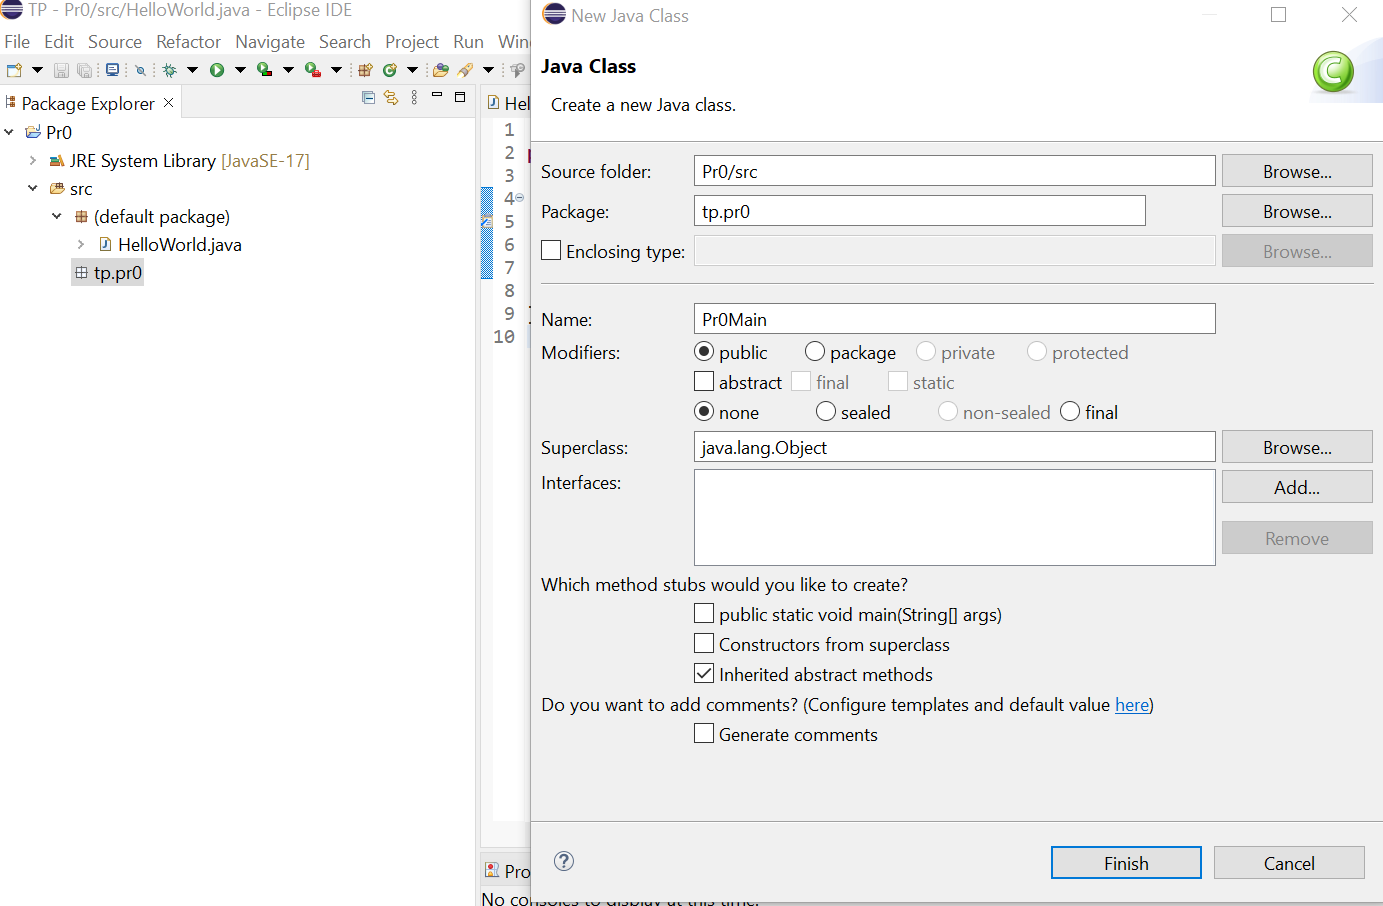 TP - Pr0/src/HelloWorld.java - Eclipse IDE
File Edit Source Refactor Navigate Search Project Run Win
Package Explorer
Pr0
JRE System Library [JavaSE-17]
src
(default package)
HelloWorld.java
tp.pr0
Hel
1
2
3
4
5
6
7
8
9
10
Pro
No consoles to display at this time.
New Java Class
Java Class
Create a new Java class.
Source folder: Pr0/src Browse...
Package: tp.pr0 Browse...
Enclosing type: Browse...
Name: Pr0Main
Modifiers: public package private protected
abstract final static
none sealed non-sealed final
Superclass: java.lang.Object Browse...
Interfaces: Add...
Remove
Which method stubs would you like to create?
public static void main(String[] args)
Constructors from superclass
Inherited abstract methods
Do you want to add comments? (Configure templates and default value here)
Generate comments
Finish Cancel